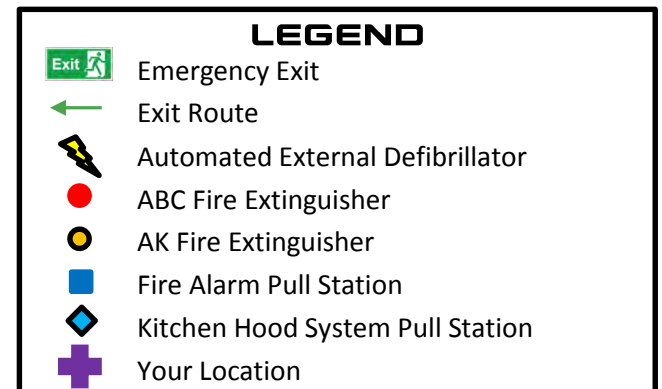 LEGEND
Exit Emergency Exit
Exit Route
Automated External Defibrillator
ABC Fire Extinguisher
AK Fire Extinguisher
Fire Alarm Pull Station
Kitchen Hood System Pull Station
Your Location